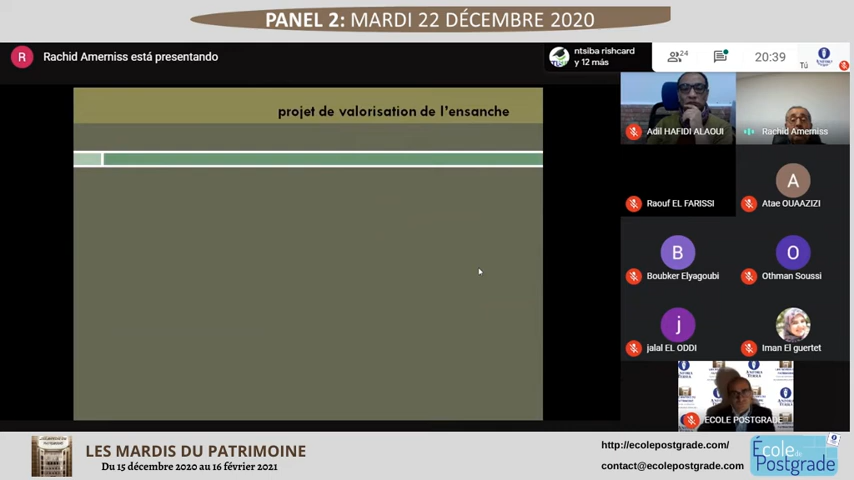 PANEL 2: MARDI 22 DÉCEMBRE 2020
R
Rachid Amerniss está presentando
ntsiba rishcard
y 12 más
24
20:39
Tú
projet de valorisation de l'ensanche
Adil HAFIDI ALAOUI
Rachid Amerniss
Raouf EL FARISSI
A
Atae OUAAZIZI
B
Boubker Elyagoubi
O
Othman Soussi
j
jalal EL ODDI
Iman El guertet
ECOLE POSTGRADE
LES MARDIS DU PATRIMOINE
Du 15 décembre 2020 au 16 février 2021
http://ecolepostgrade.com/
contact@ecolepostgrade.com
École de
Postgrade